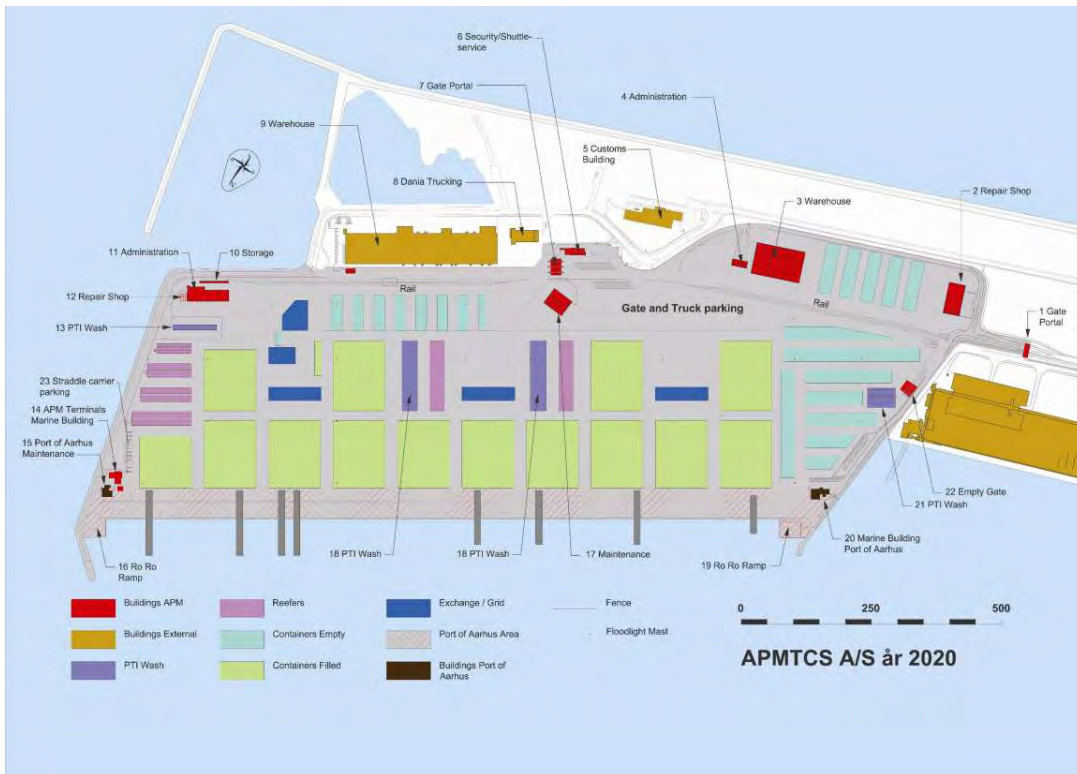 6 Security/Shuttle-
service
7 Gate Portal
4 Administration
9 Warehouse
5 Customs
Building
8 Dania Trucking
2 Repair Shop
3 Warehouse
11 Administration
10 Storage
Rail
12 Repair Shop
Gate and Truck parking
Rail
13 PTI Wash
1 Gate
Portal
23 Straddle carrier
parking
14 APM Terminals
Marine Building
15 Port of Aarhus
Maintenance
22 Empty Gate
21 PTI Wash
18 PTI Wash
18 PTI Wash
17 Maintenance
20 Marine Building
Port of Aarhus
19 Ro Ro Ramp
16 Ro Ro
Ramp
Buildings APM
Reefers
Exchange / Grid
Fence
Buildings External
Containers Empty
Port of Aarhus Area
Floodlight Mast
PTI Wash
Containers Filled
Buildings Port of
Aarhus
0 250 500
APMTCS A/S år 2020